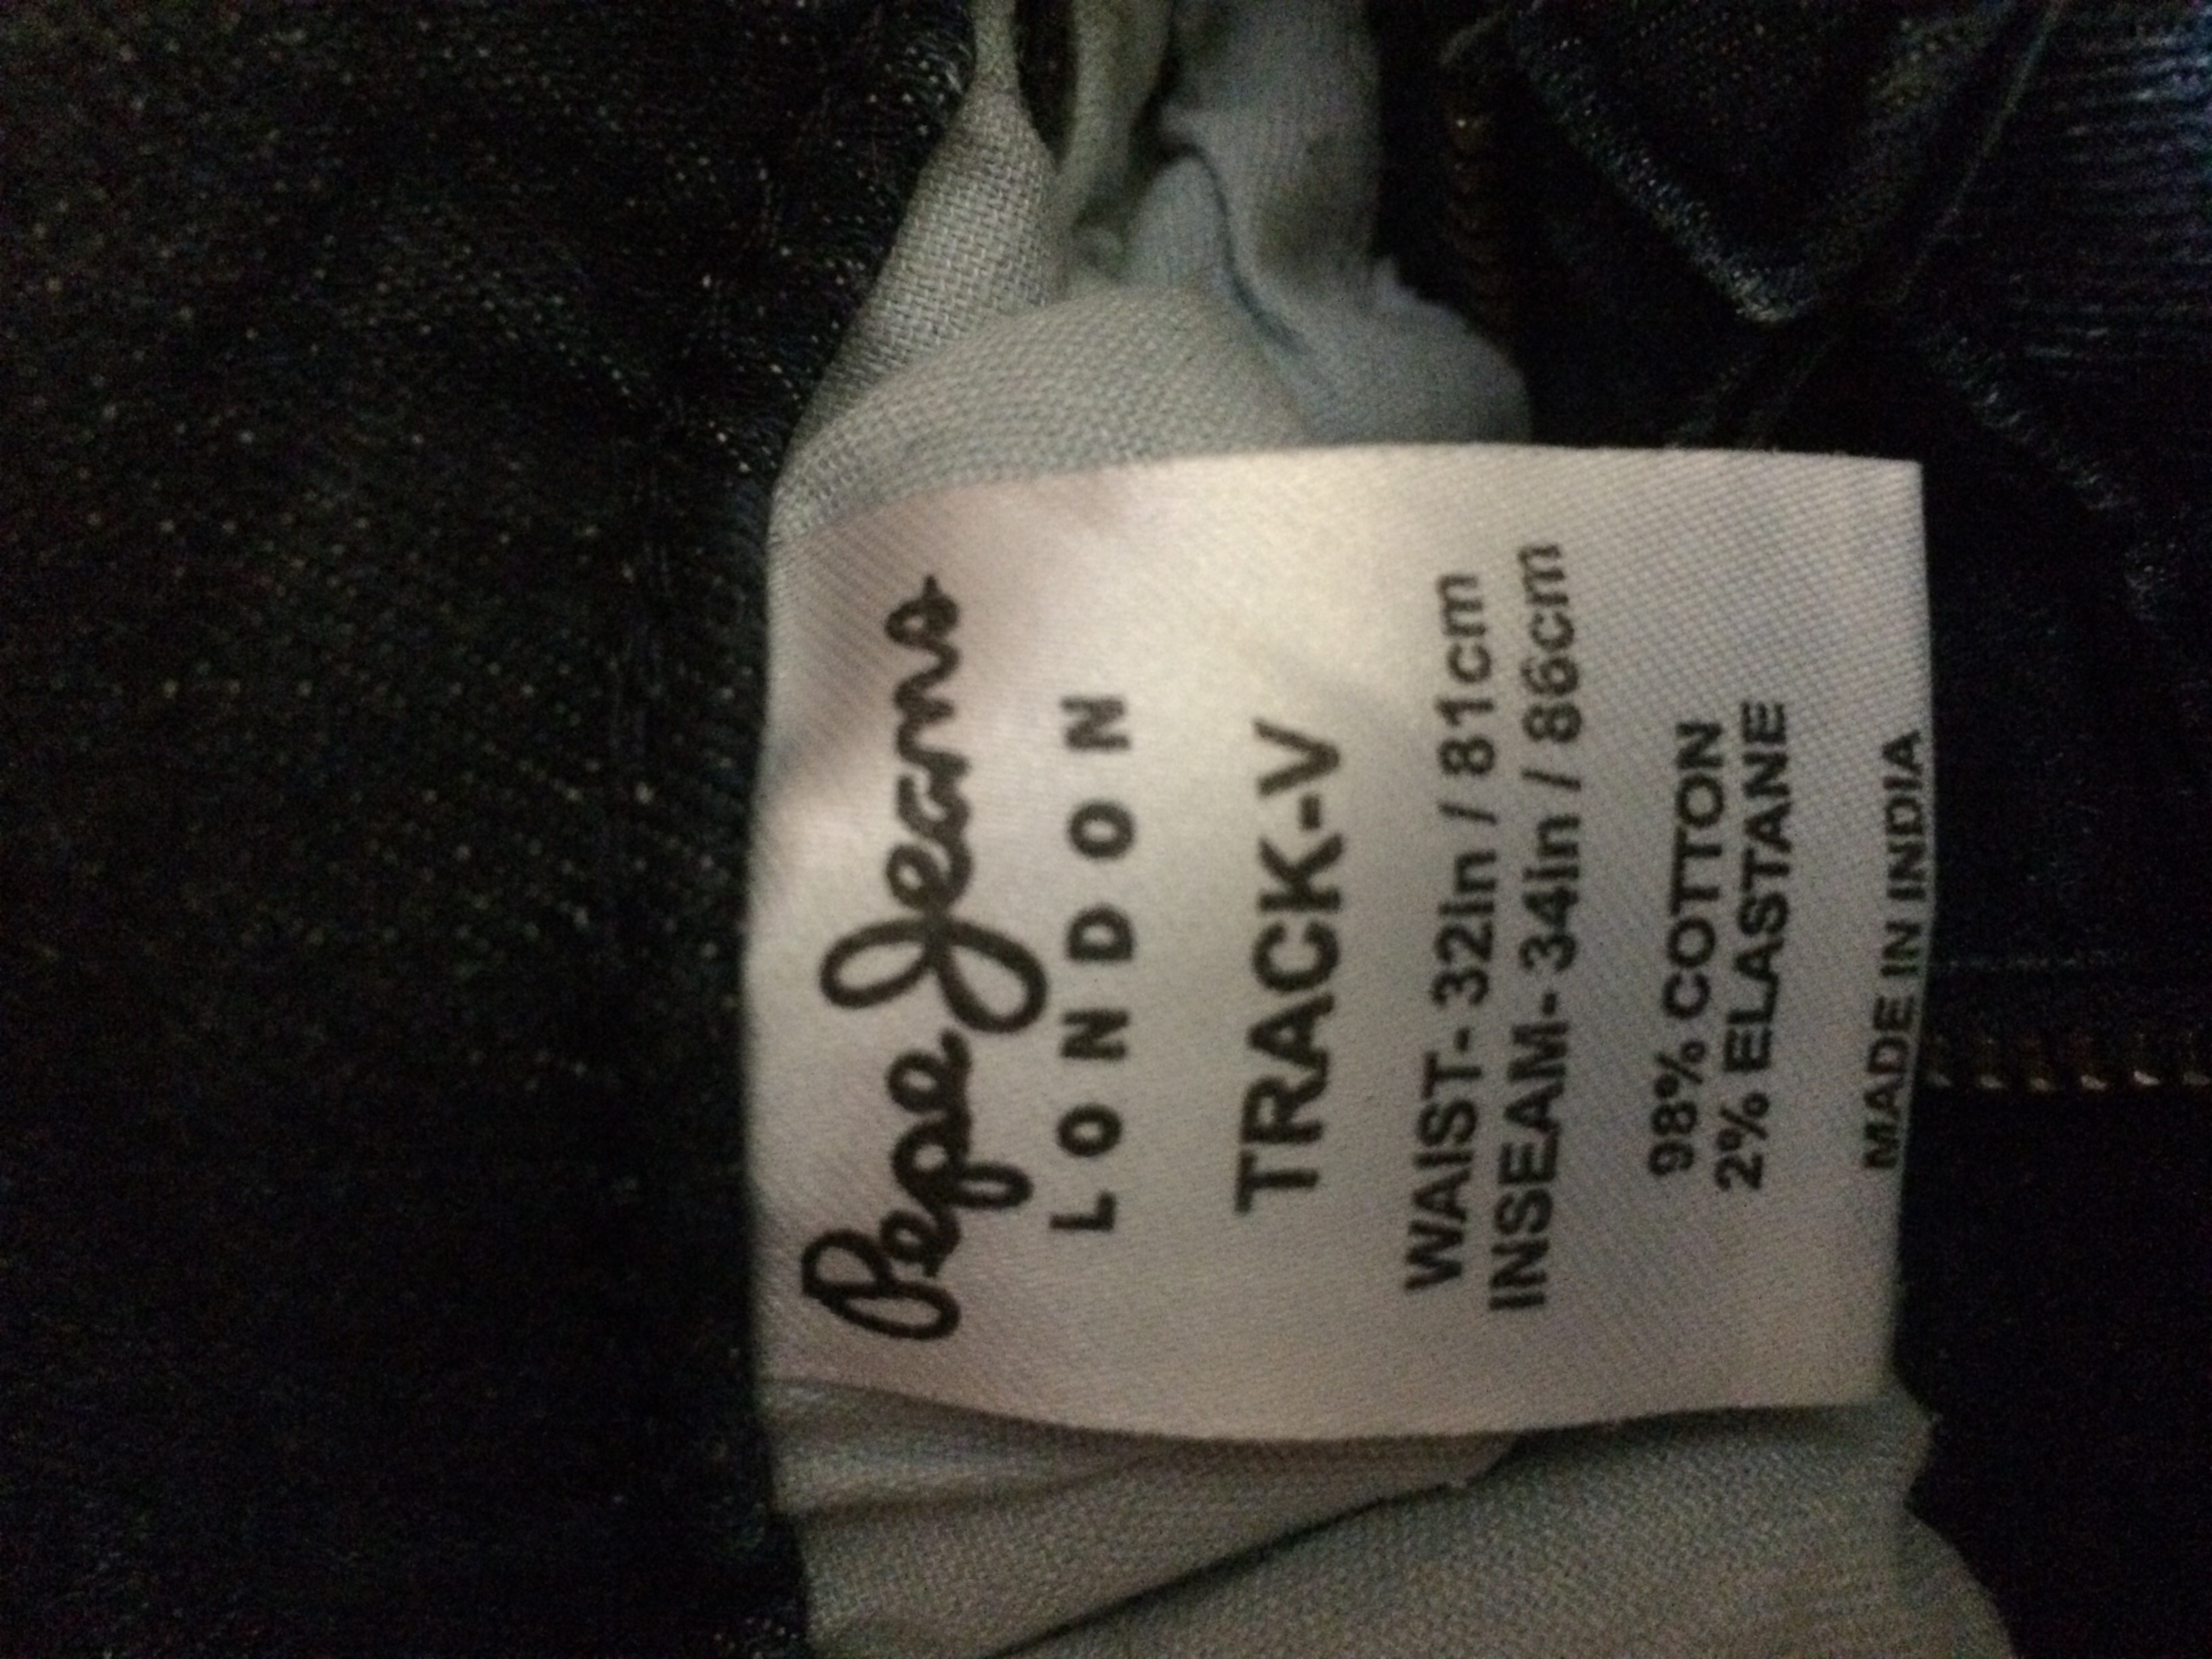 Pepe Jeans
LONDON
TRACK-V
WAIST- 32in / 81cm
INSEAM- 34in / 86cm
98% COTTON
2% ELASTANE
MADE IN INDIA